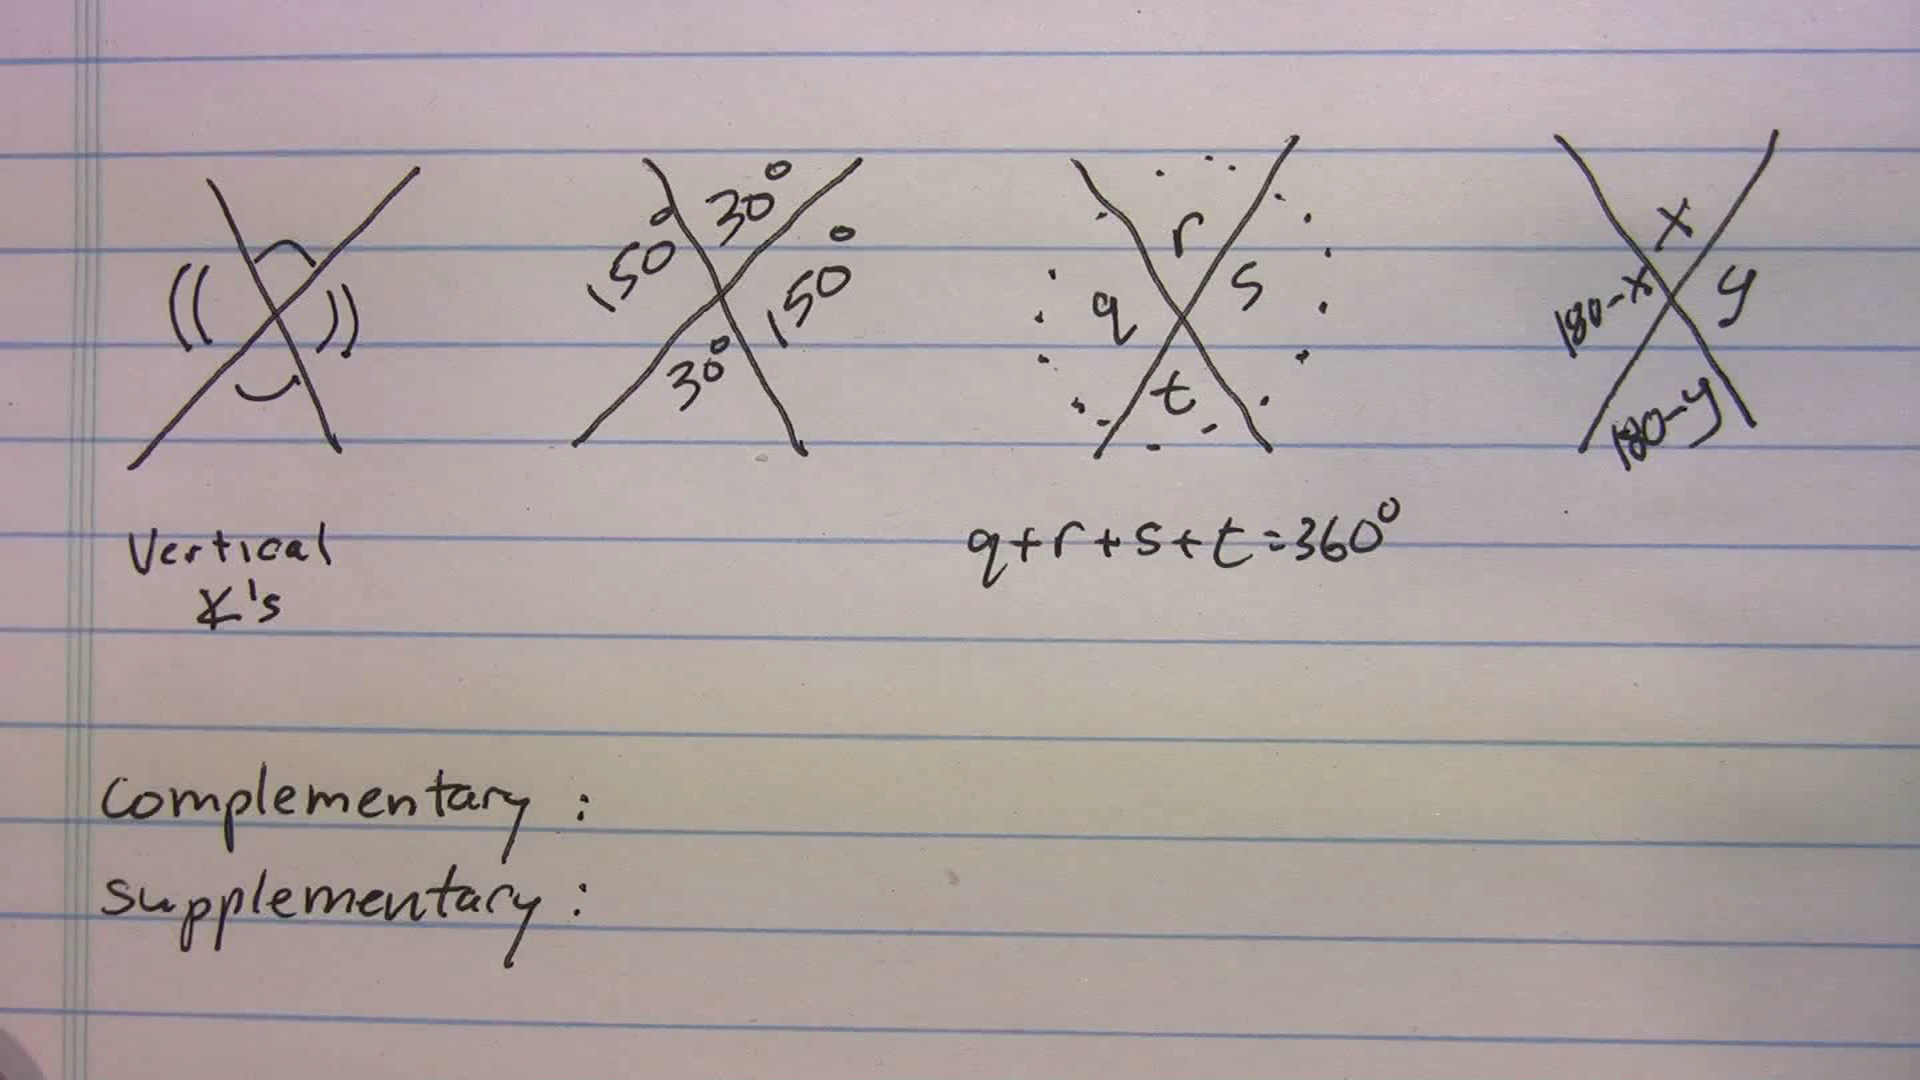 30°
150°
150°
30°
r
q
s
t
x
180-x
y
180-y
Vertical
∡'s
q+r+s+t=360°
complementary:
supplementary: